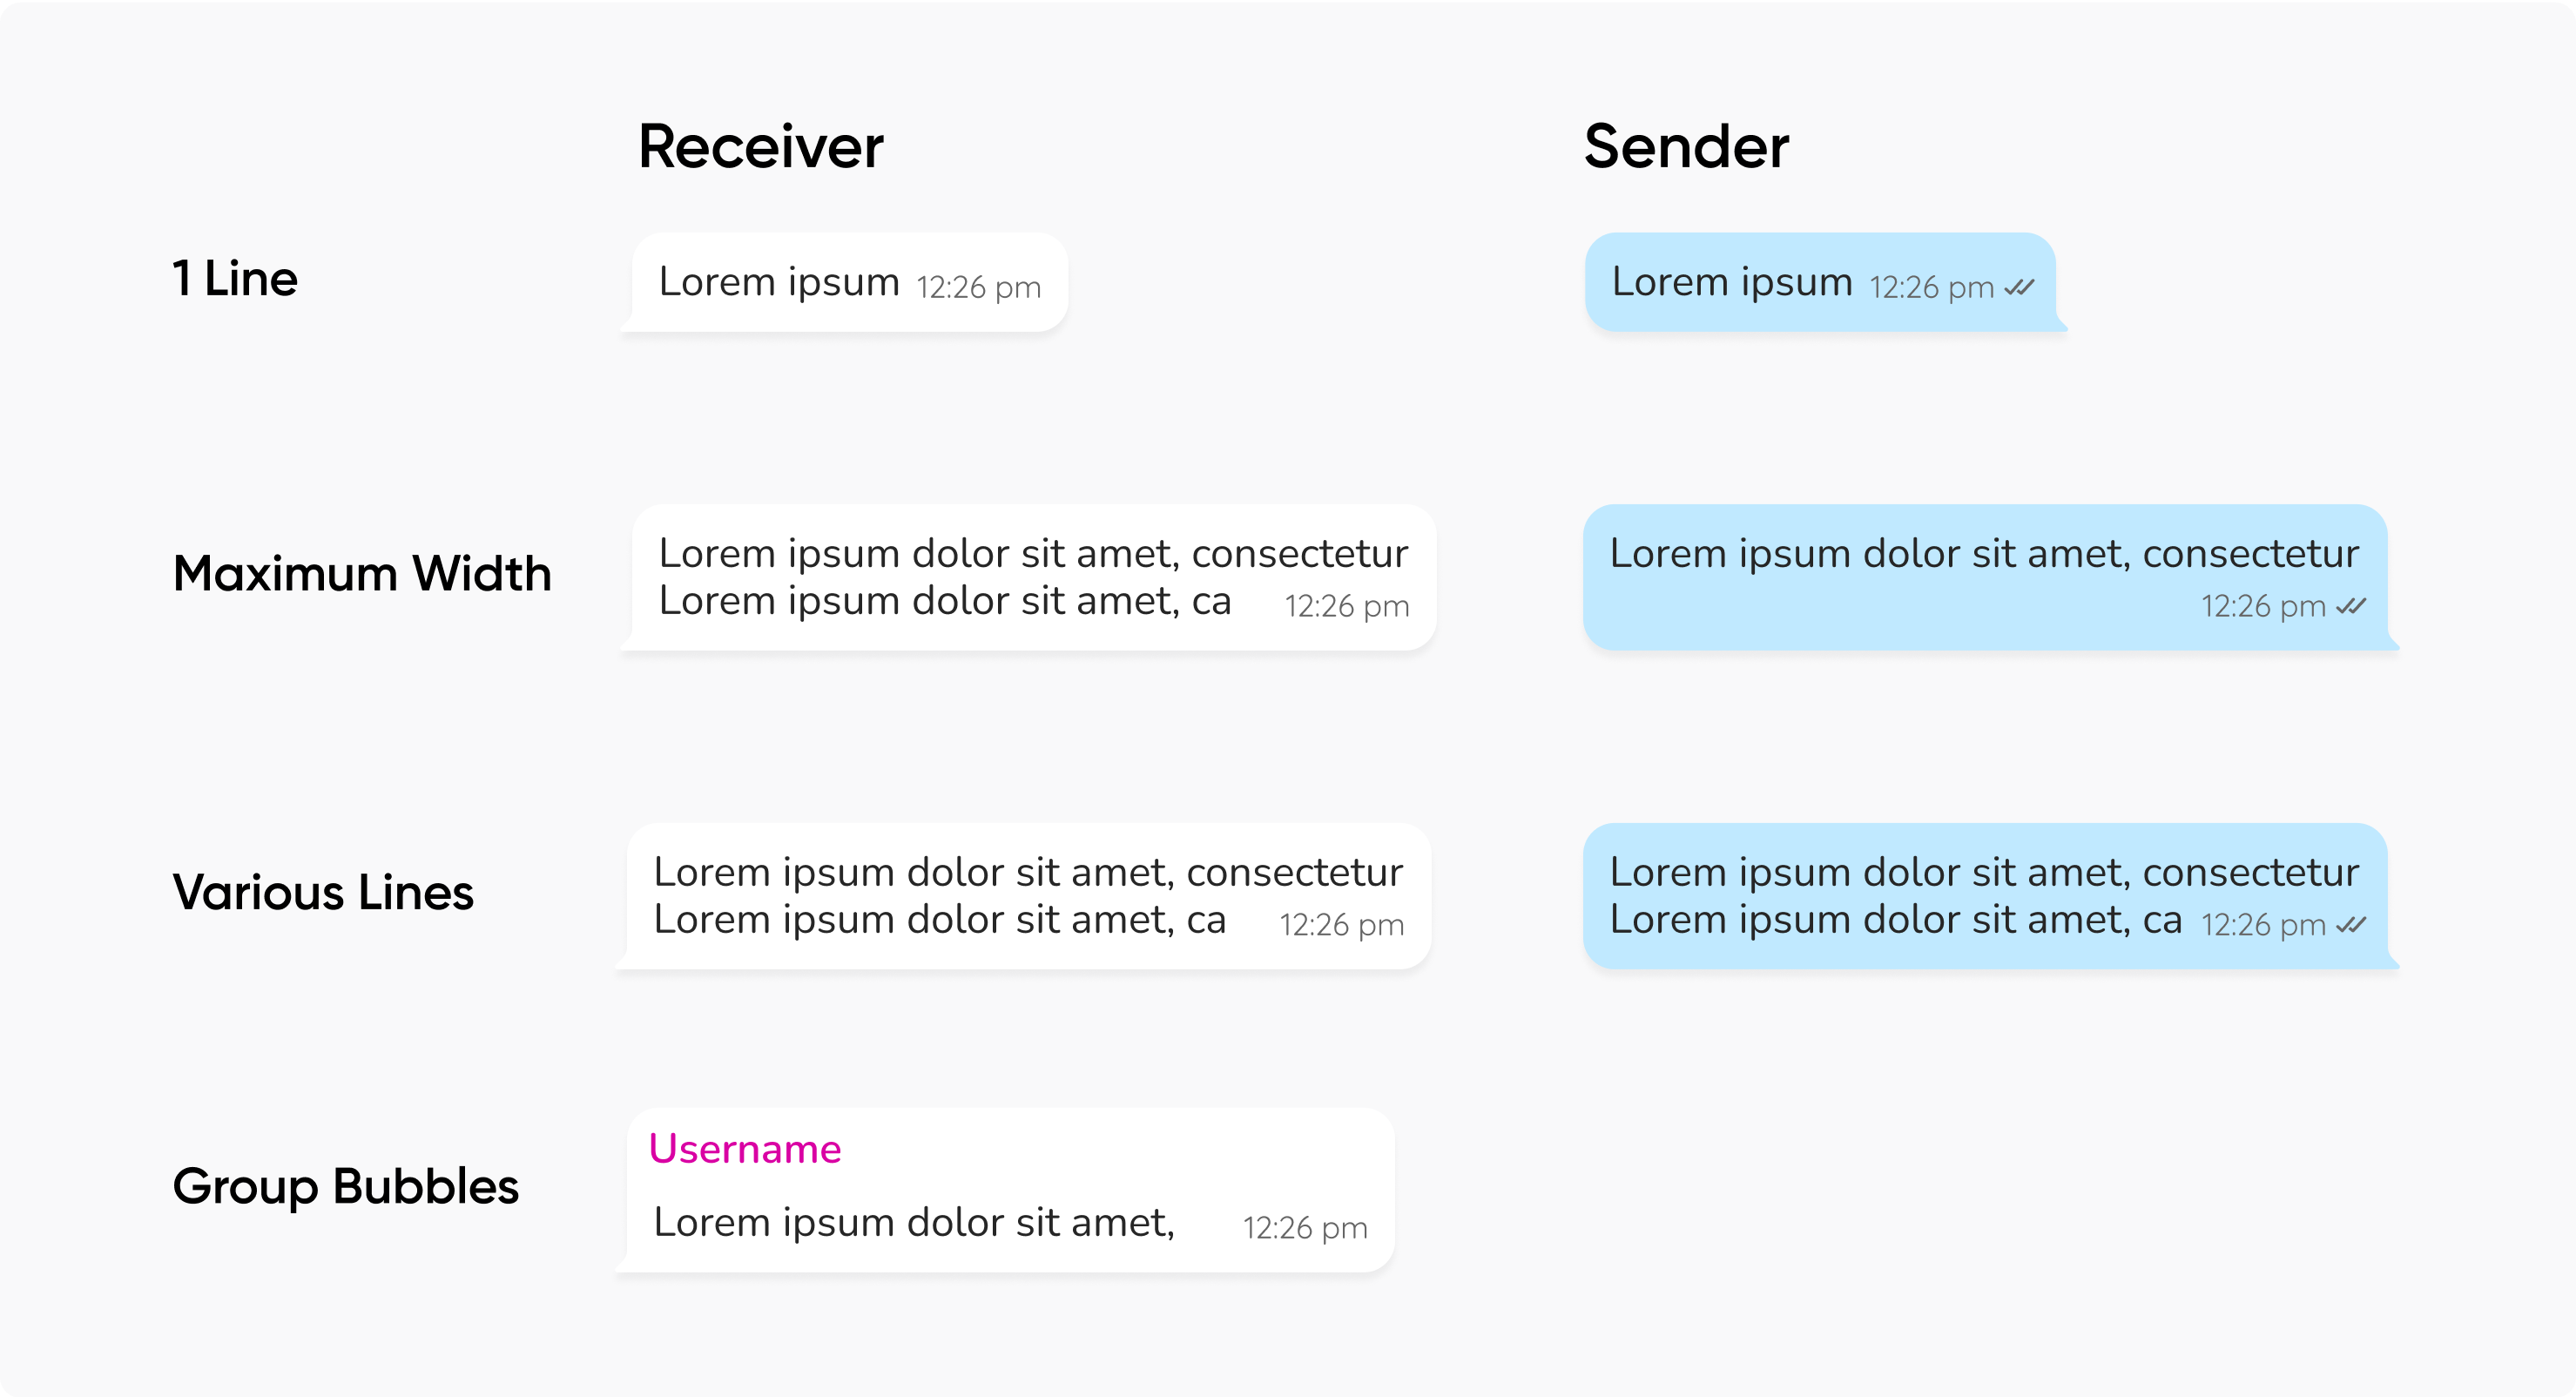 Receiver
Sender
1 Line
Lorem ipsum 12:26 pm
Lorem ipsum 12:26 pm
Maximum Width
Lorem ipsum dolor sit amet, consectetur
Lorem ipsum dolor sit amet, ca 12:26 pm
Lorem ipsum dolor sit amet, consectetur
12:26 pm
Various Lines
Lorem ipsum dolor sit amet, consectetur
Lorem ipsum dolor sit amet, ca 12:26 pm
Lorem ipsum dolor sit amet, consectetur
Lorem ipsum dolor sit amet, ca 12:26 pm
Group Bubbles
Username
Lorem ipsum dolor sit amet, 12:26 pm